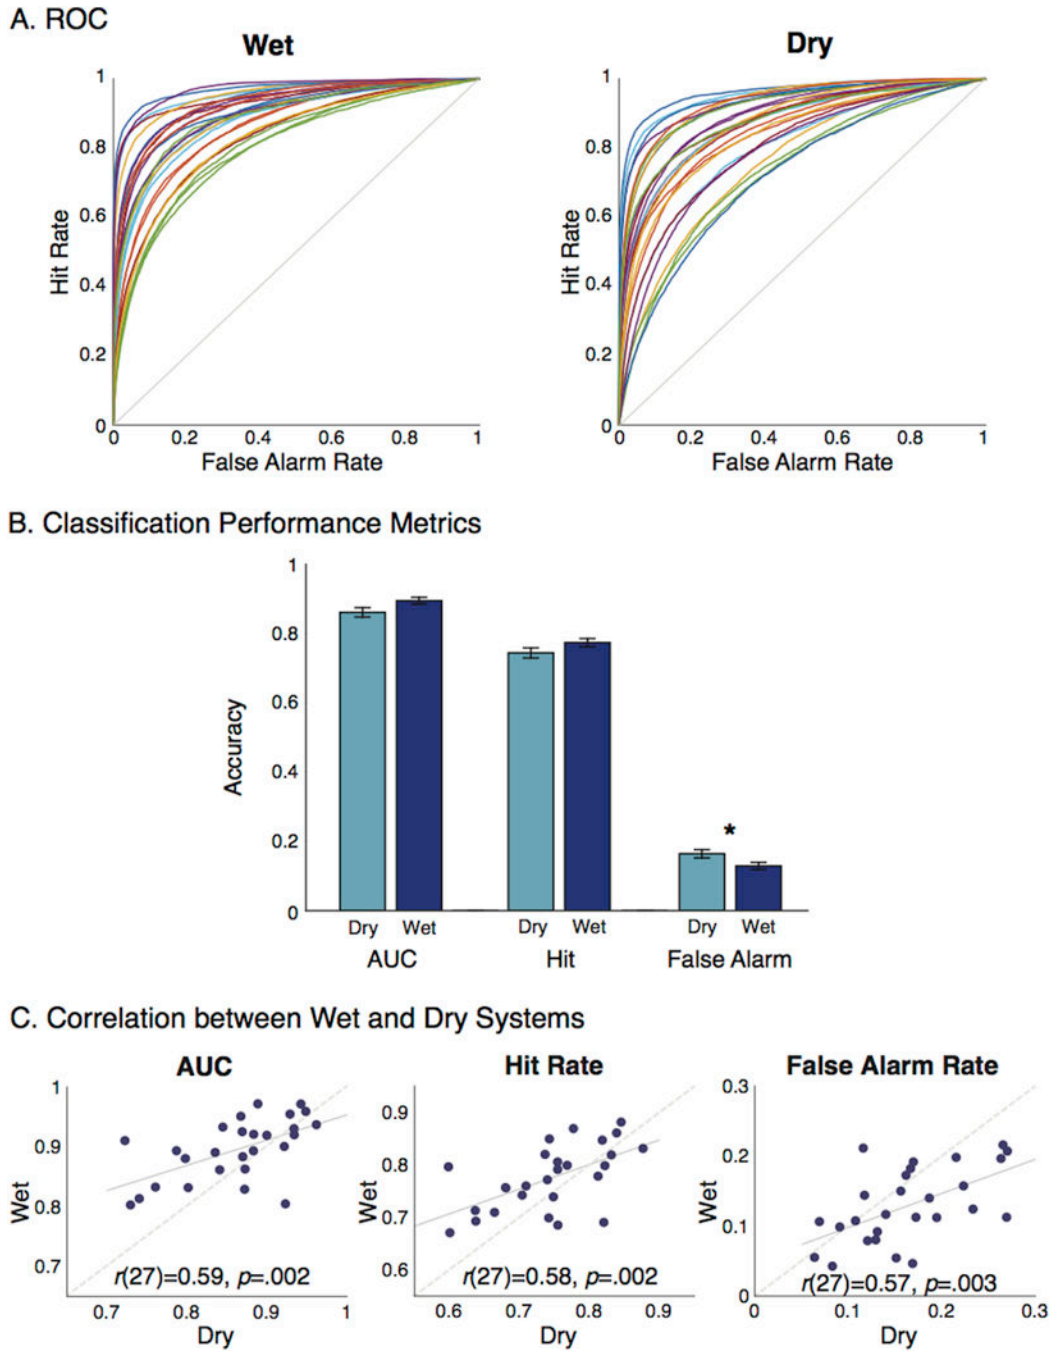 A. ROC
Wet
Dry
1
0.8
0.6
0.4
0.2
0
Hit Rate
0
0.2
0.4
0.6
0.8
1
False Alarm Rate
1
0.8
0.6
0.4
0.2
0
Hit Rate
0
0.2
0.4
0.6
0.8
1
False Alarm Rate
B. Classification Performance Metrics
1
0.8
0.6
0.4
0.2
0
Accuracy
*
Dry Wet Dry Wet Dry Wet
AUC Hit False Alarm
C. Correlation between Wet and Dry Systems
AUC
1
0.9
0.8
0.7
Wet
r(27)=0.59, p=.002
0.7 0.8 0.9 1
Dry
Hit Rate
0.9
0.8
0.7
0.6
Wet
r(27)=0.58, p=.002
0.6 0.7 0.8 0.9
Dry
False Alarm Rate
0.3
0.2
0.1
0
Wet
r(27)=0.57, p=.003
0 0.1 0.2 0.3
Dry